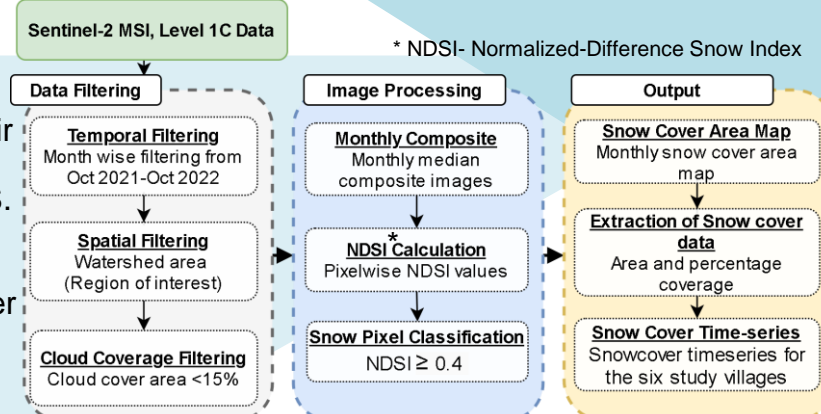 Sentinel-2 MSI, Level 1C Data
* NDSI- Normalized-Difference Snow Index
Data Filtering
Temporal Filtering
Month wise filtering from
Oct 2021-Oct 2022
Spatial Filtering
Watershed area
(Region of interest)
Cloud Coverage Filtering
Cloud cover area <15%
Image Processing
Monthly Composite
Monthly median
composite images
*
NDSI Calculation
Pixelwise NDSI values
Snow Pixel Classification
NDSI ≥ 0.4
Output
Snow Cover Area Map
Monthly snow cover area
map
Extraction of Snow cover
data
Area and percentage
coverage
Snow Cover Time-series
Snowcover timeseries for
the six study villages